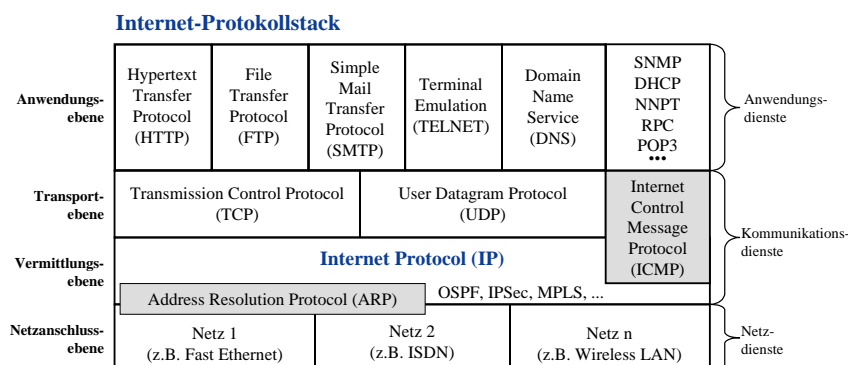 Internet-Protokollstack
Anwendungs-
ebene
Hypertext
Transfer
Protocol
(HTTP)
File
Transfer
Protocol
(FTP)
Simple
Mail
Transfer
Protocol
(SMTP)
Terminal
Emulation
(TELNET)
Domain
Name
Service
(DNS)
SNMP
DHCP
NNPT
RPC
POP3
•••
Anwendungs-
dienste
Transport-
ebene
Transmission Control Protocol
(TCP)
User Datagram Protocol
(UDP)
Internet
Control
Message
Protocol
(ICMP)
Kommunikations-
dienste
Vermittlungs-
ebene
Internet Protocol (IP)
Address Resolution Protocol (ARP)
OSPF, IPSec, MPLS, ...
Netzanschluss-
ebene
Netz 1
(z.B. Fast Ethernet)
Netz 2
(z.B. ISDN)
Netz n
(z.B. Wireless LAN)
Netz-
dienste